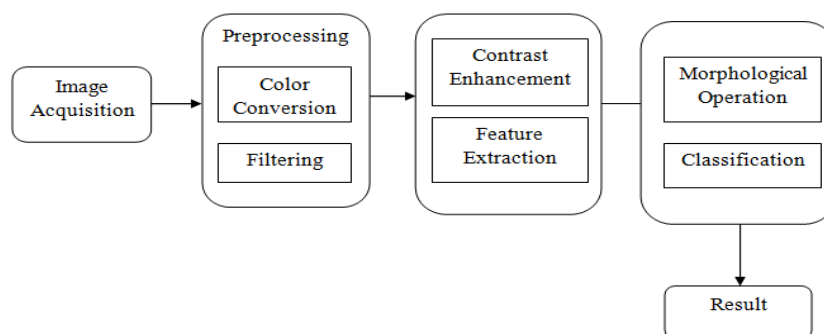 Image
Acquisition
Preprocessing
Color
Conversion
Filtering
Contrast
Enhancement
Feature
Extraction
Morphological
Operation
Classification
Result